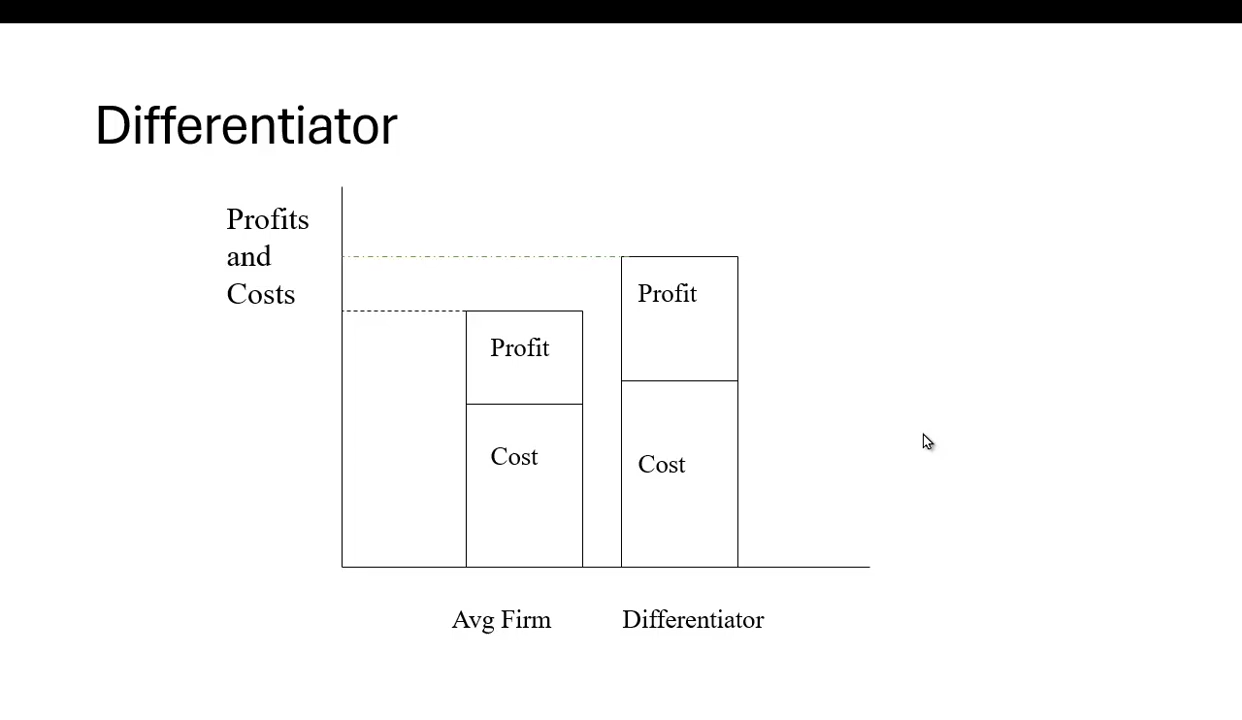 Differentiator
Profits
and
Costs
Profit
Profit
Cost
Cost
Avg Firm
Differentiator